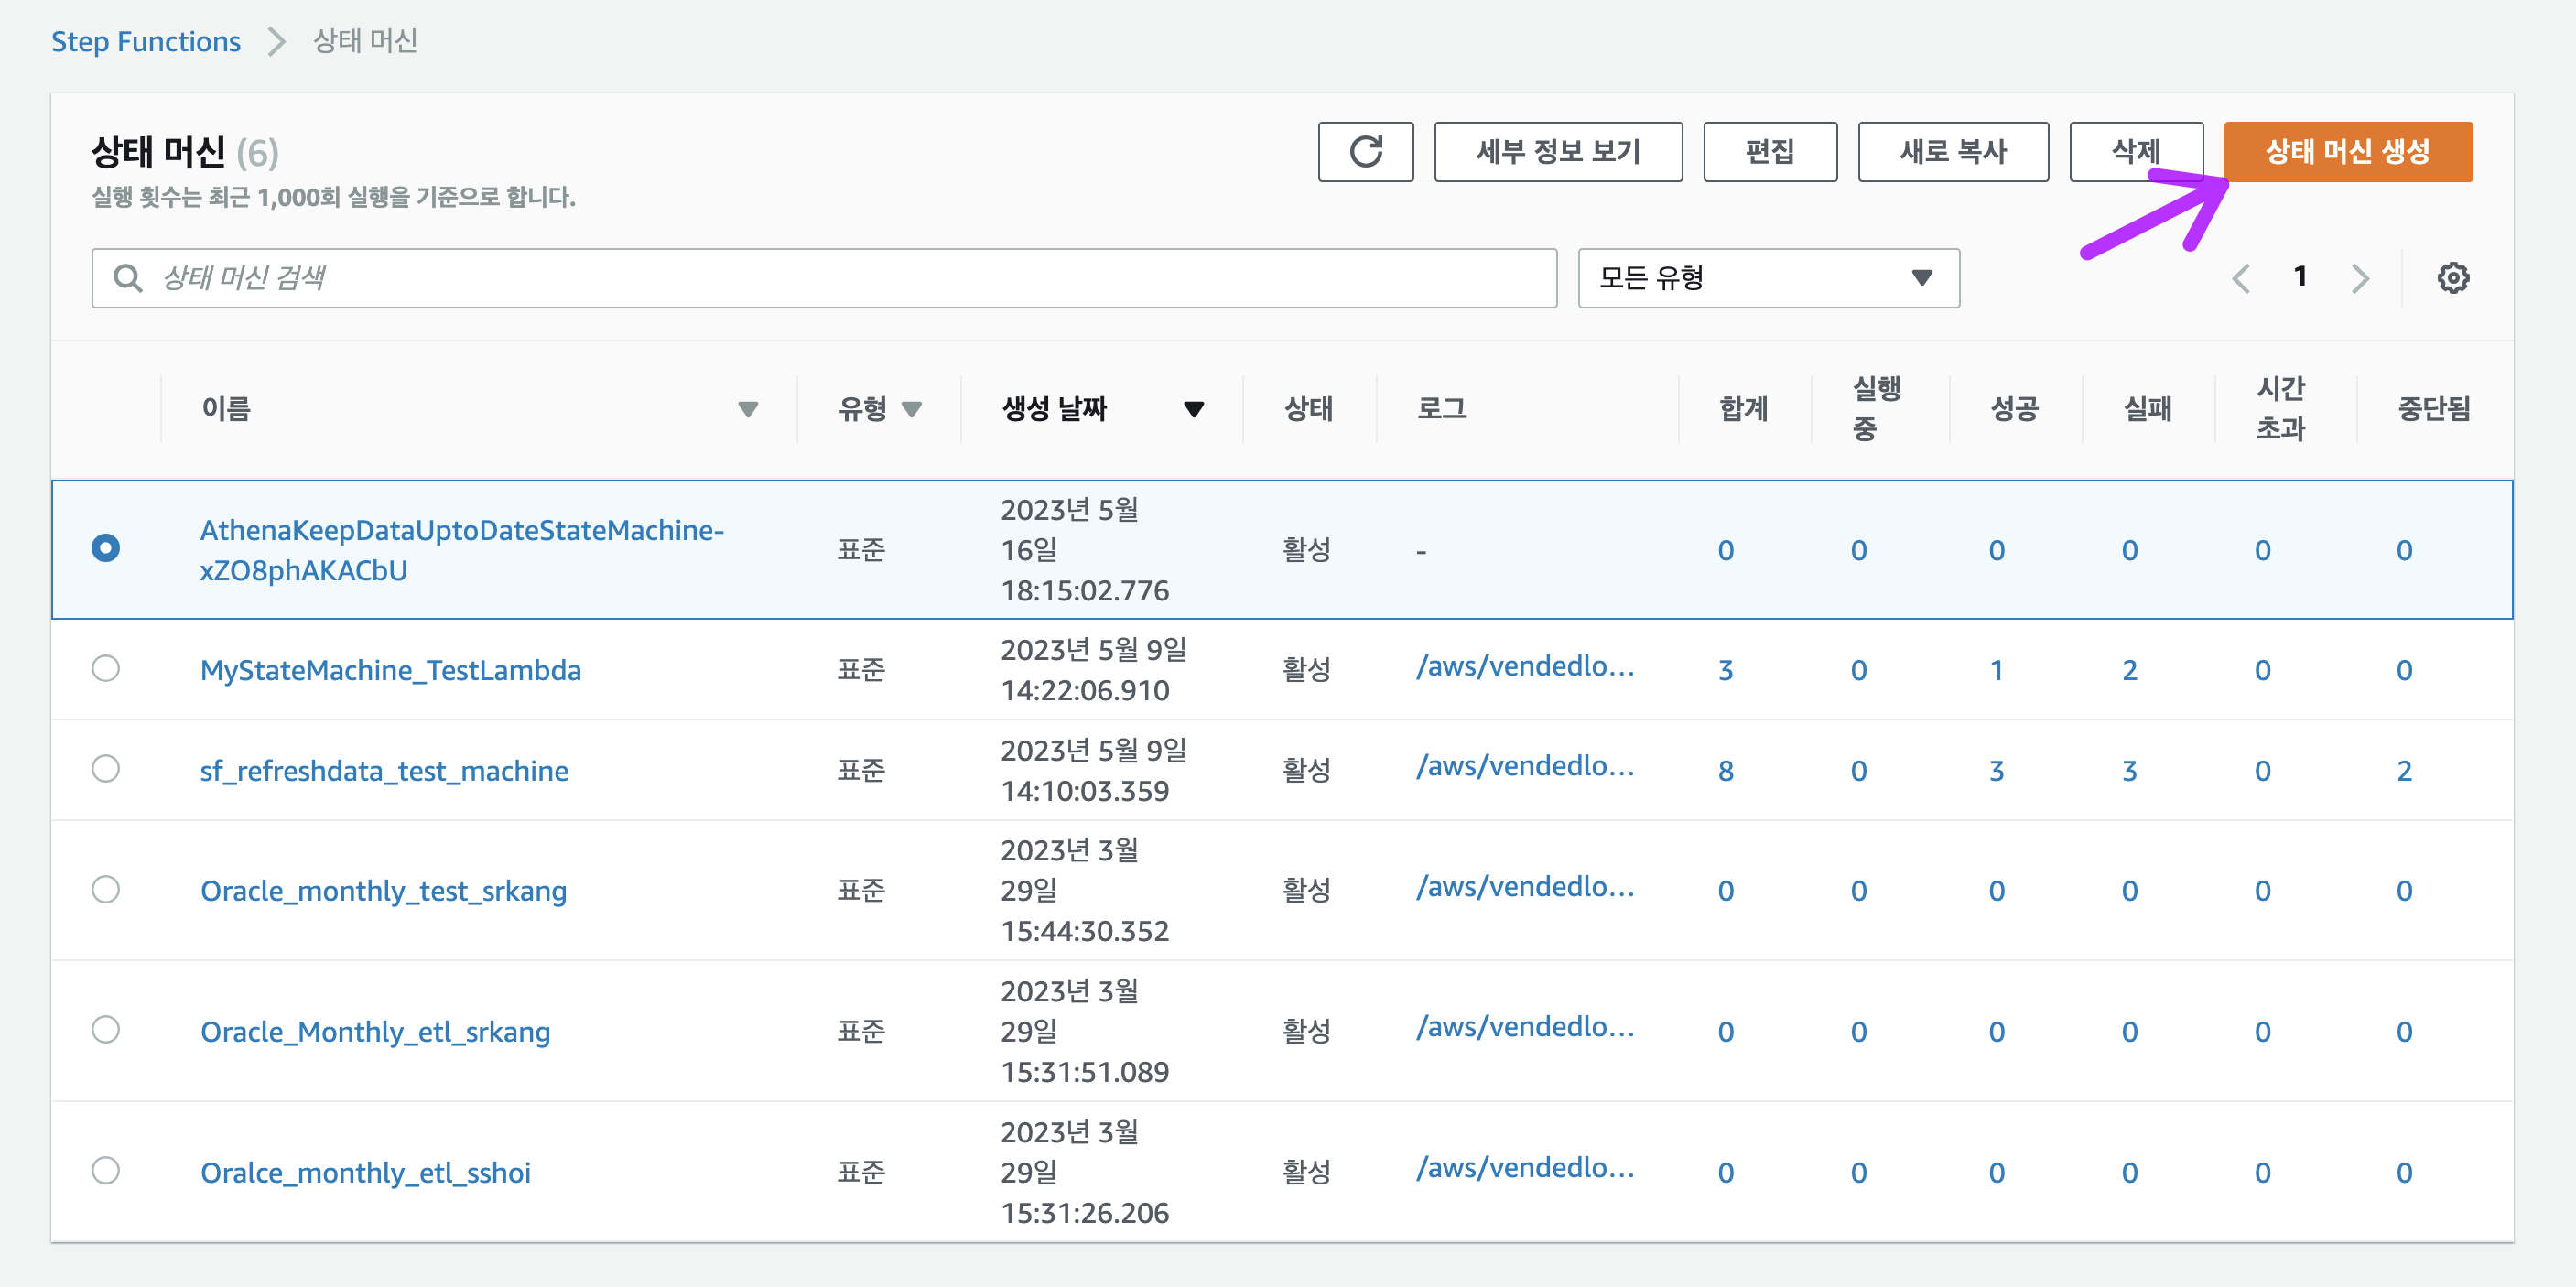 Step Functions
상태 머신
상태 머신 (6)
실행 횟수는 최근 1,000회 실행을 기준으로 합니다.
세부 정보 보기
편집
새로 복사
삭제
상태 머신 생성
상태 머신 검색
모든 유형
1
이름
유형
생성 날짜
상태
로그
합계
실행
중
성공
실패
시간
초과
중단됨
AthenaKeepDataUptoDateStateMachine-
xZO8phAKACbU
표준
2023년 5월
16일
18:15:02.776
활성
-
0
0
0
0
0
0
MyStateMachine_TestLambda
표준
2023년 5월 9일
14:22:06.910
활성
/aws/vendedlo...
3
0
1
2
0
0
sf_refreshdata_test_machine
표준
2023년 5월 9일
14:10:03.359
활성
/aws/vendedlo...
8
0
3
3
0
2
Oracle_monthly_test_srkang
표준
2023년 3월
29일
15:44:30.352
활성
/aws/vendedlo...
0
0
0
0
0
0
Oracle_Monthly_etl_srkang
표준
2023년 3월
29일
15:31:51.089
활성
/aws/vendedlo...
0
0
0
0
0
0
Oralce_monthly_etl_sshoi
표준
2023년 3월
29일
15:31:26.206
활성
/aws/vendedlo...
0
0
0
0
0
0